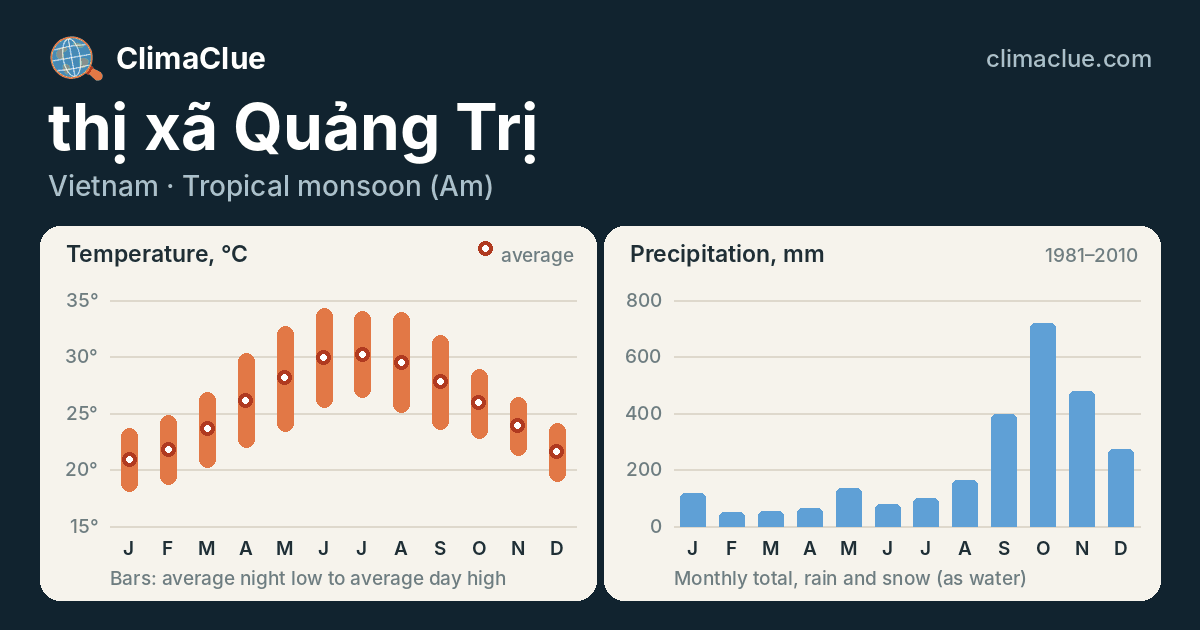 ClimaClue
climaclue.com
thị xã Quảng Trị
Vietnam · Tropical monsoon (Am)
Temperature, °C
average
35°
30°
25°
20°
15°
J F M A M J J A S O N D
Bars: average night low to average day high
Precipitation, mm
1981–2010
800
600
400
200
0
J F M A M J J A S O N D
Monthly total, rain and snow (as water)